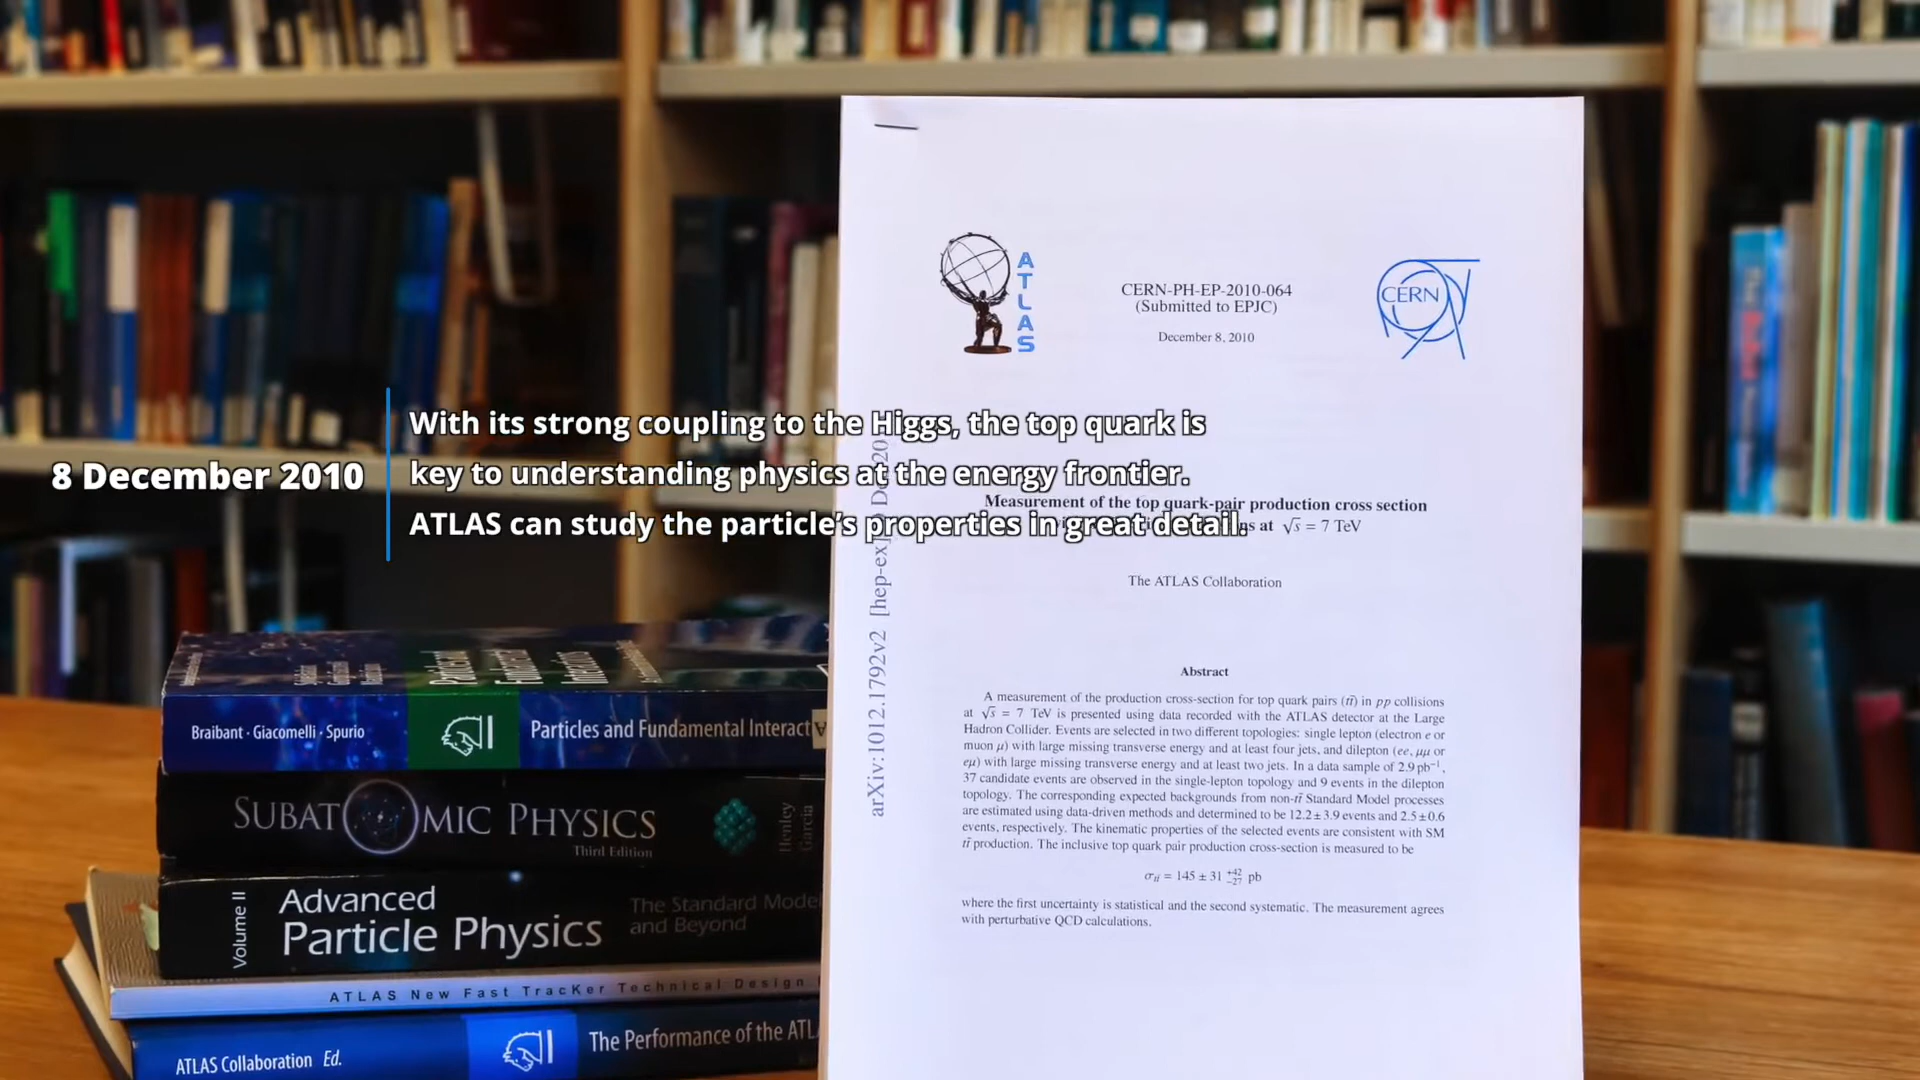 8 December 2010
With its strong coupling to the Higgs, the top quark is
key to understanding physics at the energy frontier.
ATLAS can study the particle's properties in great detail.
ATLAS
CERN-PH-EP-2010-064
(Submitted to EPJC)
December 8, 2010
CERN
Measurement of the top quark-pair production cross section
at √s = 7 TeV
The ATLAS Collaboration
arXiv:1012.1792v2 [hep-ex]
Abstract
A measurement of the production cross-section for top quark pairs (tt̄) in pp collisions
at √s = 7 TeV is presented using data recorded with the ATLAS detector at the Large
Hadron Collider. Events are selected in two different topologies: single lepton (electron e or
muon μ) with large missing transverse energy and at least four jets, and dilepton (ee, μμ or
eμ) with large missing transverse energy and at least two jets. In a data sample of 2.9 pb⁻¹,
37 candidate events are observed in the single-lepton topology and 9 events in the dilepton
topology. The corresponding expected backgrounds from non-tt̄ Standard Model processes
are estimated using data-driven methods and determined to be 12.2 ± 3.9 events and 2.5 ± 0.6
events, respectively. The kinematic properties of the selected events are consistent with SM
tt̄ production. The inclusive top quark pair production cross-section is measured to be
σtt̄ = 145 ± 31 +42 −27 pb
where the first uncertainty is statistical and the second systematic. The measurement agrees
with perturbative QCD calculations.
Braibant · Giacomelli · Spurio
Particles and Fundamental Interact
SUBATOMIC PHYSICS
Third Edition
Henley
Garcia
Volume II
Advanced
Particle Physics
The Standard Mode
and Beyond
ATLAS New Fast TracKer Technical Design
ATLAS Collaboration Ed.
The Performance of the ATL